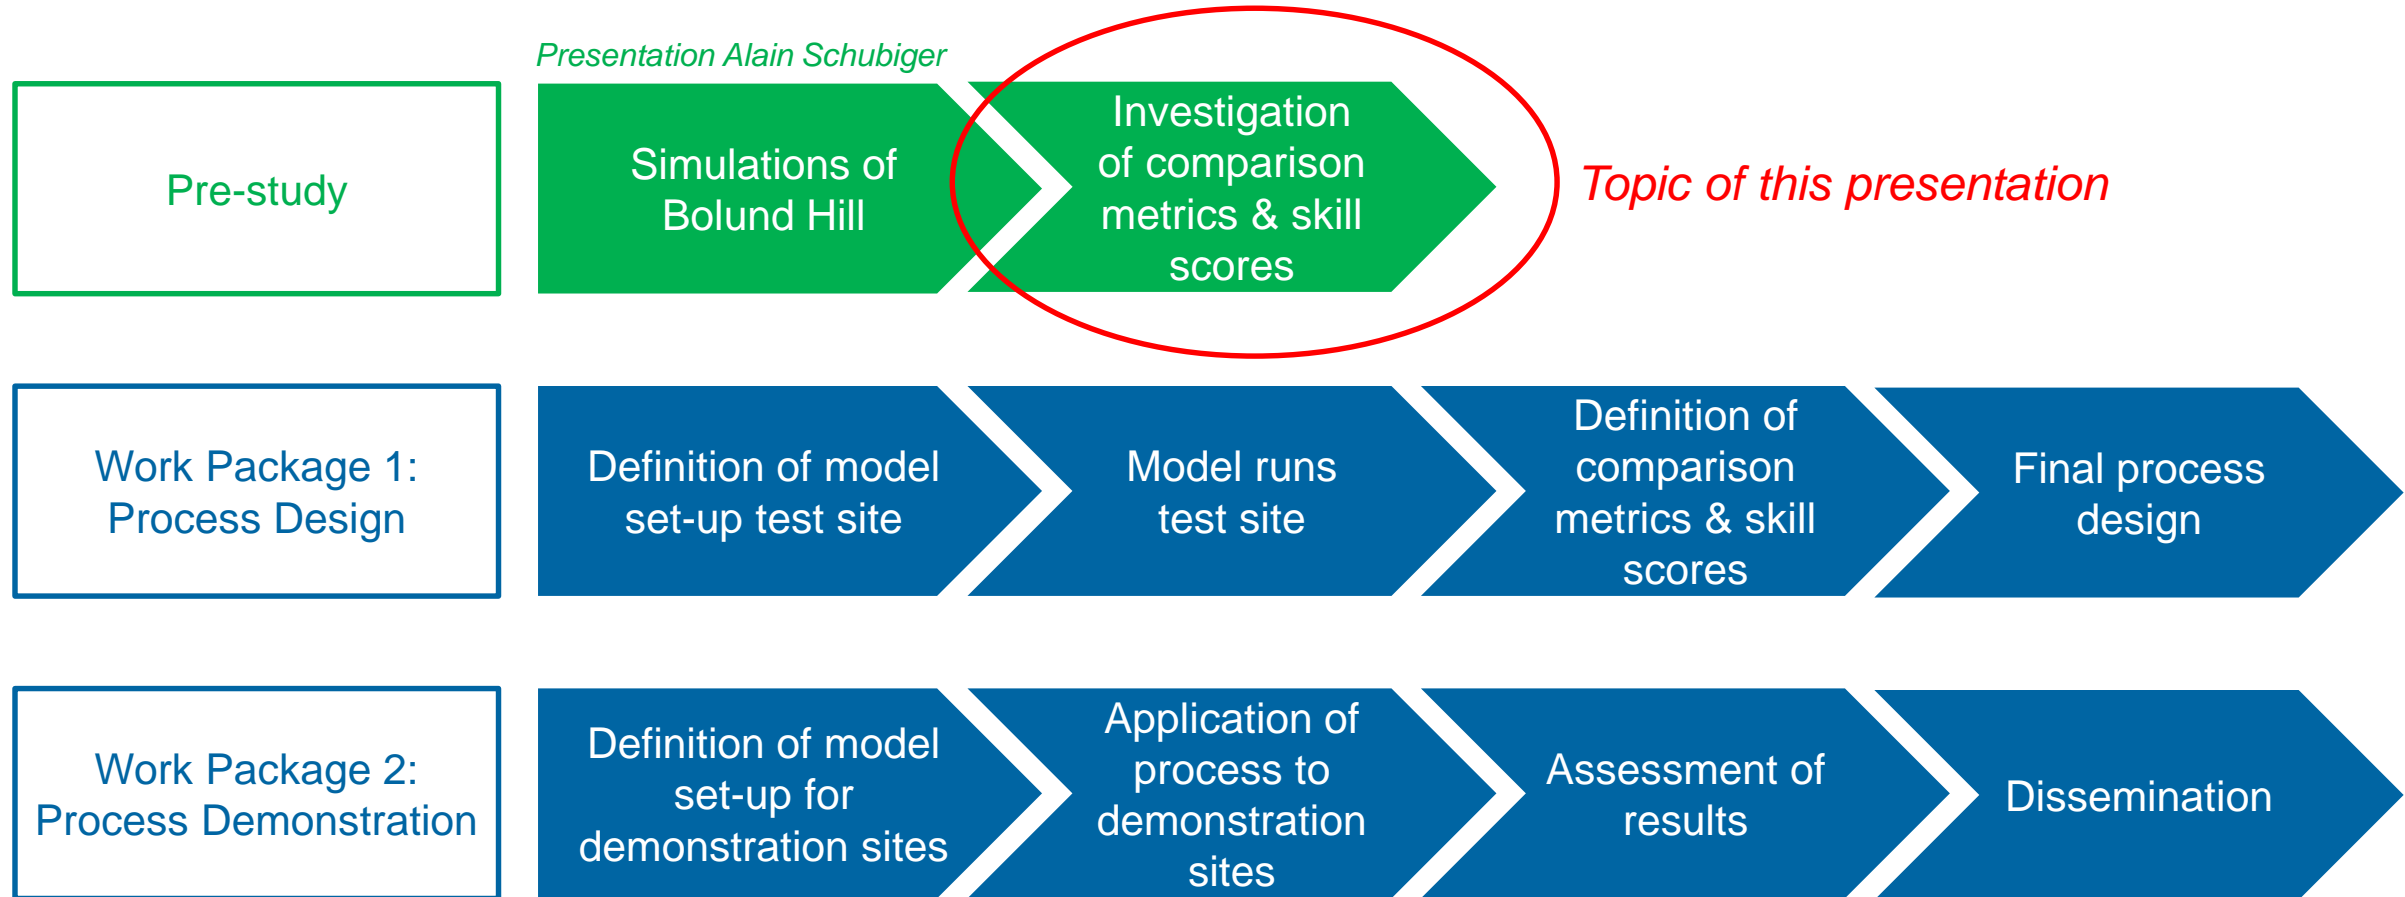 Presentation Alain Schubiger
Pre-study
Simulations of
Bolund Hill
Investigation
of comparison
metrics & skill
scores
Topic of this presentation
Work Package 1:
Process Design
Definition of model
set-up test site
Model runs
test site
Definition of
comparison
metrics & skill
scores
Final process
design
Work Package 2:
Process Demonstration
Definition of model
set-up for
demonstration sites
Application of
process to
demonstration
sites
Assessment of
results
Dissemination